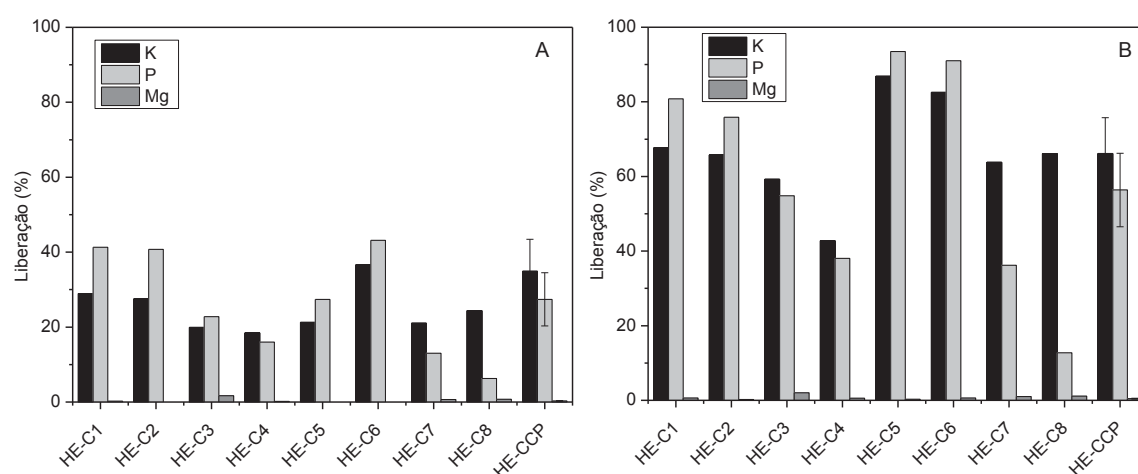 100
80
60
40
20
0
Liberação (%)
K
P
Mg
A
HE-C1
HE-C2
HE-C3
HE-C4
HE-C5
HE-C6
HE-C7
HE-C8
HE-CCP
100
80
60
40
20
0
Liberação (%)
K
P
Mg
B
HE-C1
HE-C2
HE-C3
HE-C4
HE-C5
HE-C6
HE-C7
HE-C8
HE-CCP